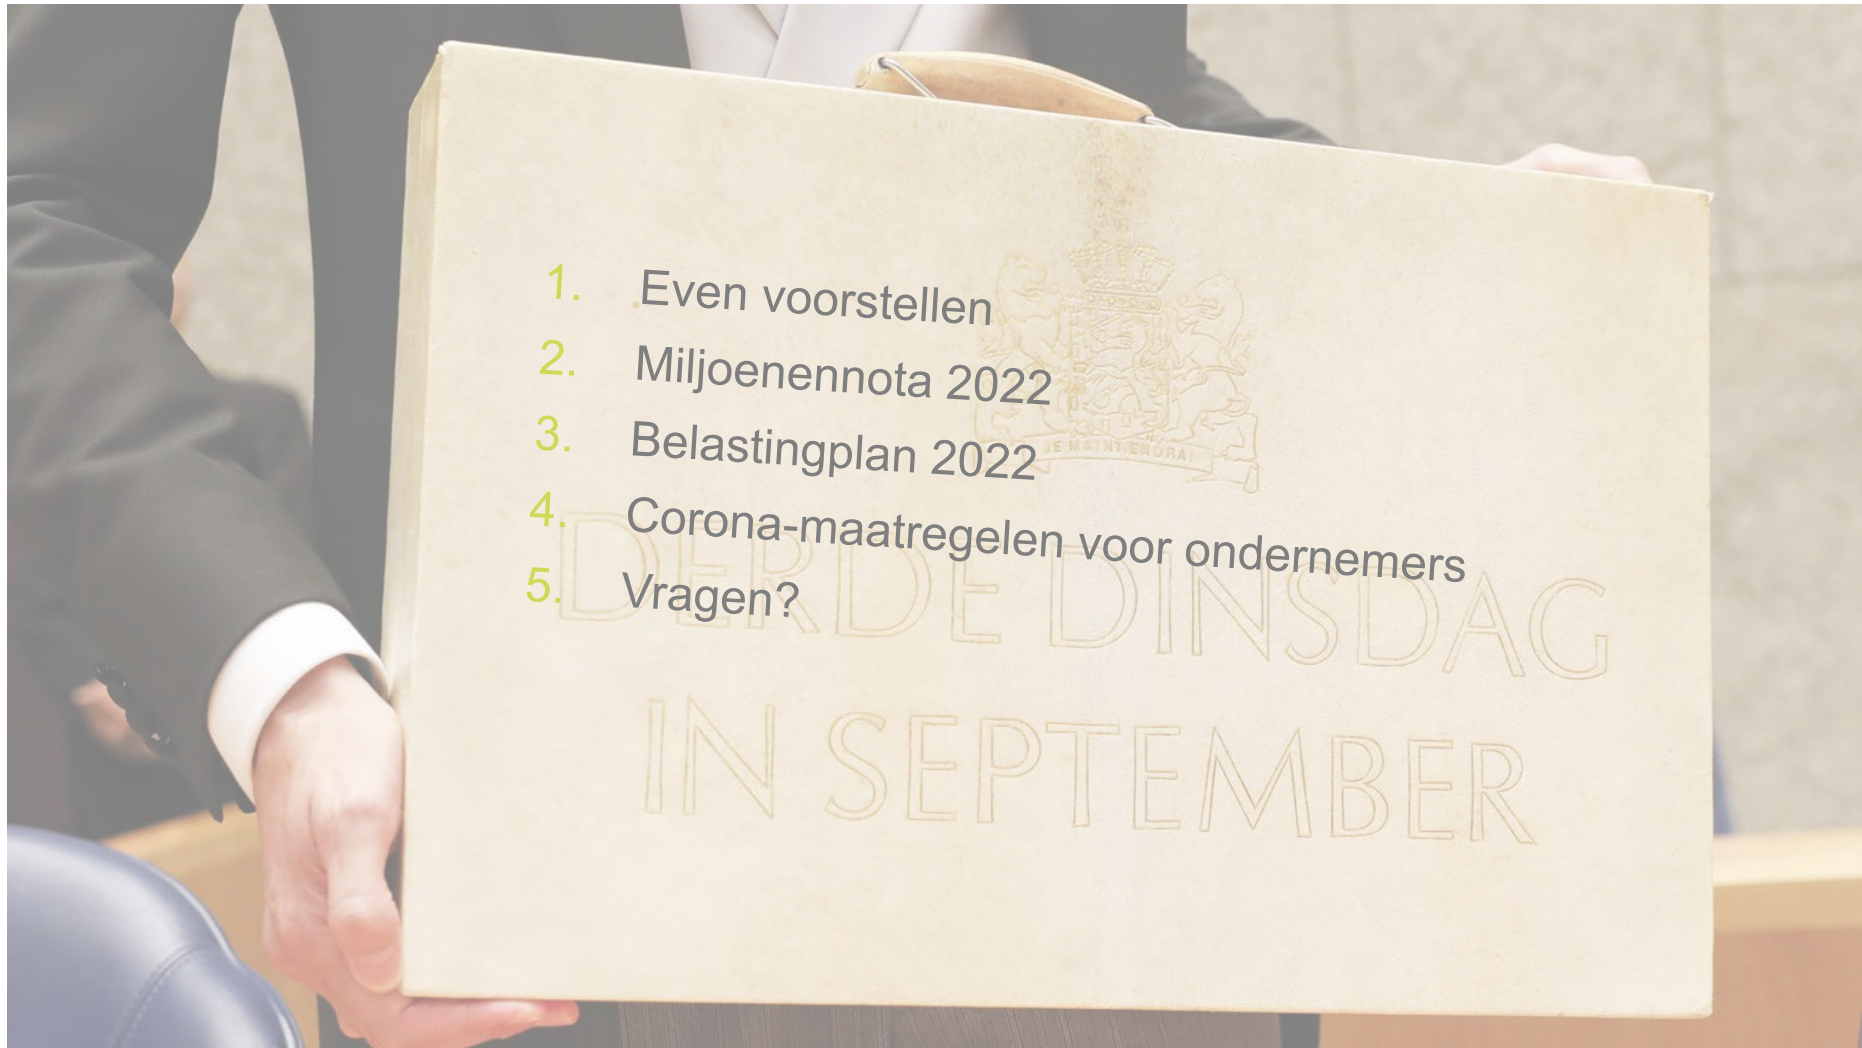 1. Even voorstellen
2. Miljoenennota 2022
3. Belastingplan 2022
4. Corona-maatregelen voor ondernemers
5. Vragen?
JE MAINTIENDRAI
DERDE DINSDAG
IN SEPTEMBER